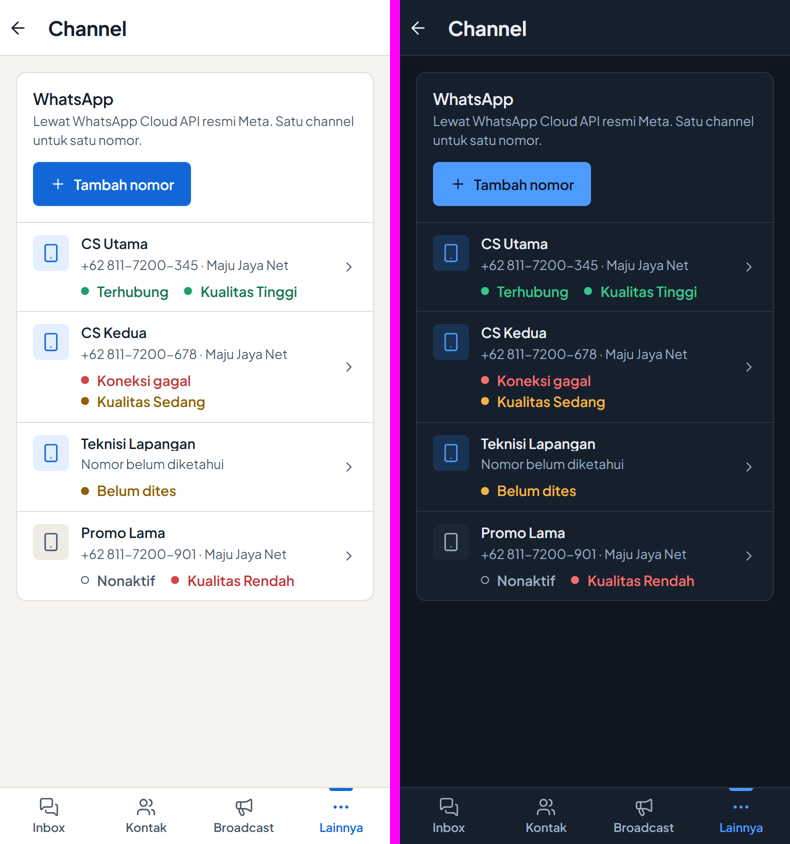 Channel
WhatsApp
Lewat WhatsApp Cloud API resmi Meta. Satu channel
untuk satu nomor.
+ Tambah nomor
CS Utama
+62 811-7200-345 · Maju Jaya Net
Terhubung Kualitas Tinggi
CS Kedua
+62 811-7200-678 · Maju Jaya Net
Koneksi gagal
Kualitas Sedang
Teknisi Lapangan
Nomor belum diketahui
Belum dites
Promo Lama
+62 811-7200-901 · Maju Jaya Net
Nonaktif Kualitas Rendah
Inbox Kontak Broadcast Lainnya
Channel
WhatsApp
Lewat WhatsApp Cloud API resmi Meta. Satu channel
untuk satu nomor.
+ Tambah nomor
CS Utama
+62 811-7200-345 · Maju Jaya Net
Terhubung Kualitas Tinggi
CS Kedua
+62 811-7200-678 · Maju Jaya Net
Koneksi gagal
Kualitas Sedang
Teknisi Lapangan
Nomor belum diketahui
Belum dites
Promo Lama
+62 811-7200-901 · Maju Jaya Net
Nonaktif Kualitas Rendah
Inbox Kontak Broadcast Lainnya